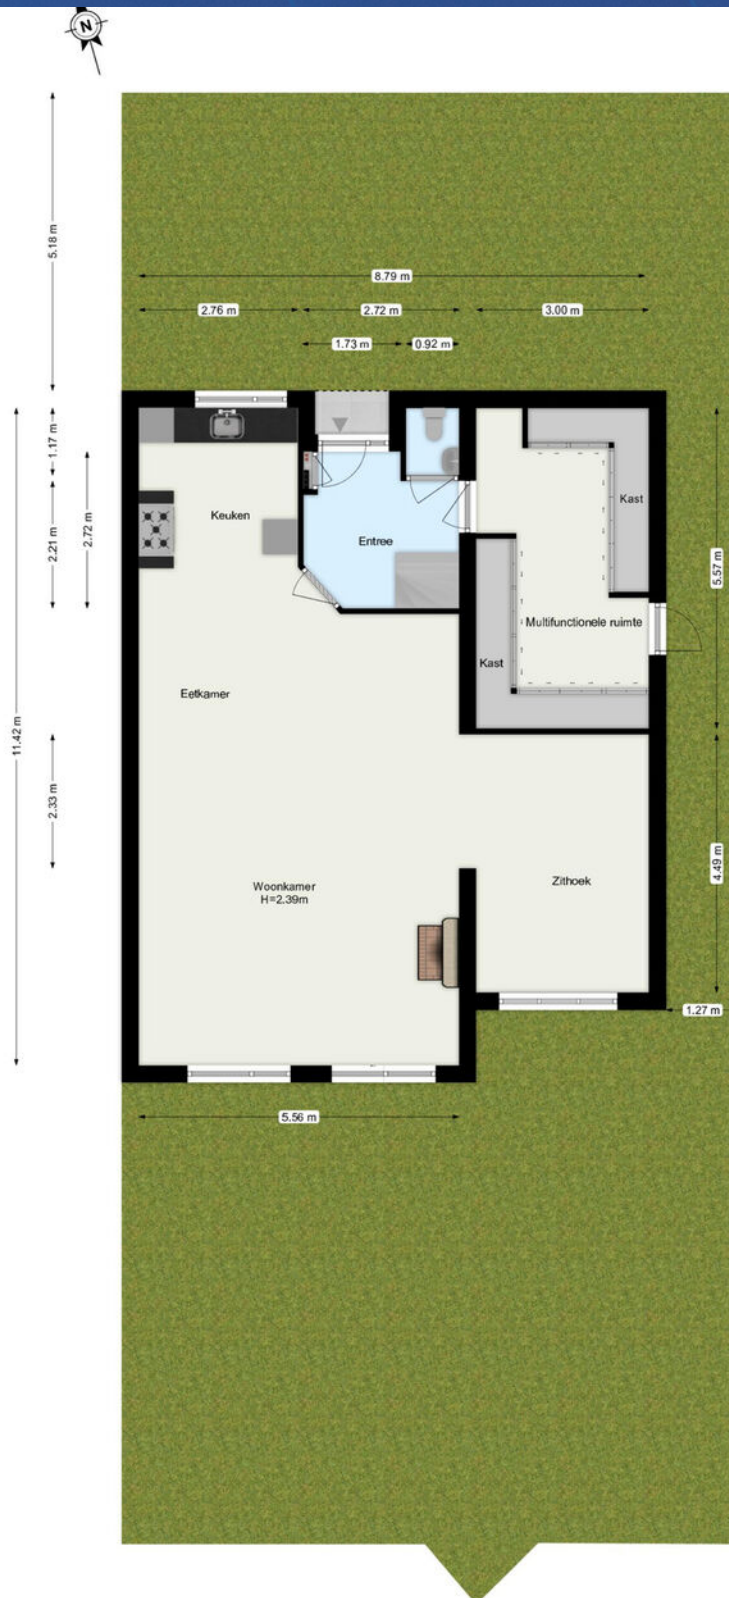 N
5.18 m
8.79 m
2.76 m
2.72 m
3.00 m
1.73 m
0.92 m
1.17 m
2.21 m
2.72 m
11.42 m
2.33 m
Keuken
Entree
Kast
5.57 m
Multifunctionele ruimte
Kast
Eetkamer
Woonkamer
H=2.39m
Zithoek
4.49 m
1.27 m
5.56 m